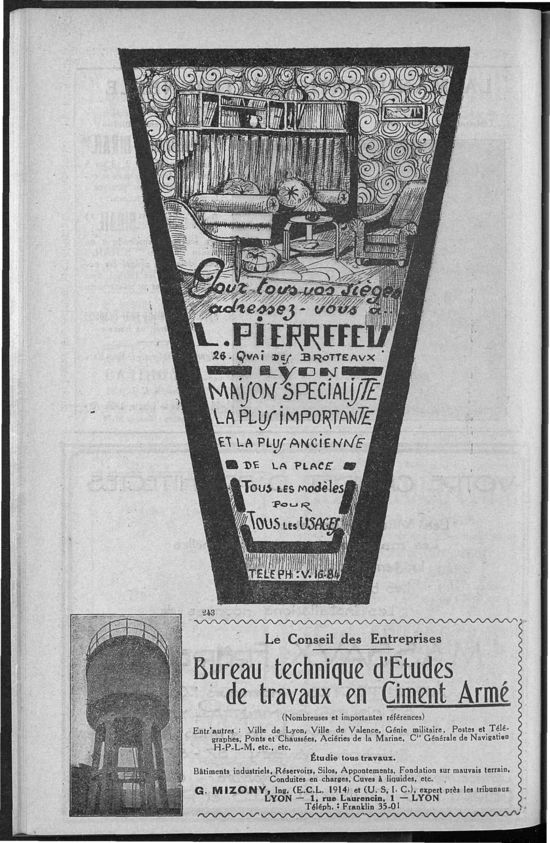 Pour tous vos sièges
adressez-vous à
L. PIERREFEU
26. QUAI DES BROTTEAUX
LYON
MAISON SPECIALISTE
LA PLUS IMPORTANTE
ET LA PLUS ANCIENNE
DE LA PLACE
TOUS LES MODÈLES
POUR
TOUS LES USAGES
TELEPH : V. 16-84
243
Le Conseil des Entreprises
Bureau technique d'Etudes
de travaux en Ciment Armé
(Nombreuses et importantes références)
Entr'autres : Ville de Lyon, Ville de Valence, Génie militaire, Postes et Télé-
graphes, Ponts et Chaussées, Aciéries de la Marine, Cie Générale de Navigation
H-P-L-M, etc., etc.
Étudie tous travaux.
Bâtiments industriels, Réservoirs, Silos, Appontements, Fondation sur mauvais terrain,
Conduites en charges, Cuves à liquides, etc.
G. MIZONY, Ing. (E.C.L. 1914) et (U. S. I. C.), expert près les tribunaux
LYON — 1, rue Laurencin, 1 — LYON
Téléph. : Franklin 35-01